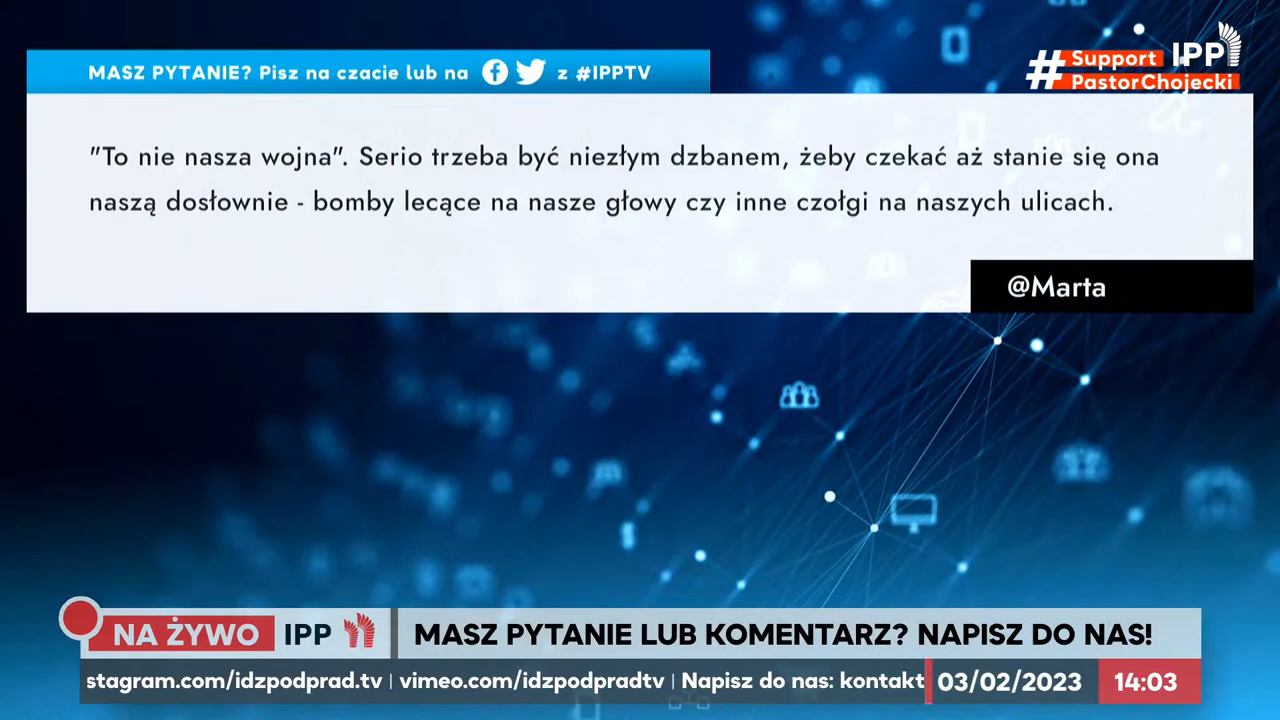 MASZ PYTANIE? Pisz na czacie lub na z #IPPTV
#Support IPP
PastorChojecki
"To nie nasza wojna". Serio trzeba być niezłym dzbanem, żeby czekać aż stanie się ona
naszą dosłownie - bomby lecące na nasze głowy czy inne czołgi na naszych ulicach.
@Marta
NA ŻYWO IPP MASZ PYTANIE LUB KOMENTARZ? NAPISZ DO NAS!
stagram.com/idzpodprad.tv | vimeo.com/idzpodpradtv | Napisz do nas: kontakt 03/02/2023 14:03